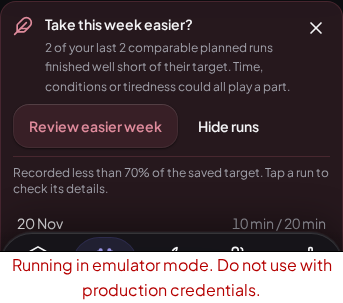 Take this week easier?
2 of your last 2 comparable planned runs
finished well short of their target. Time,
conditions or tiredness could all play a part.
Review easier week
Hide runs
Recorded less than 70% of the saved target. Tap a run to
check its details.
20 Nov
10 min / 20 min
Running in emulator mode. Do not use with
production credentials.